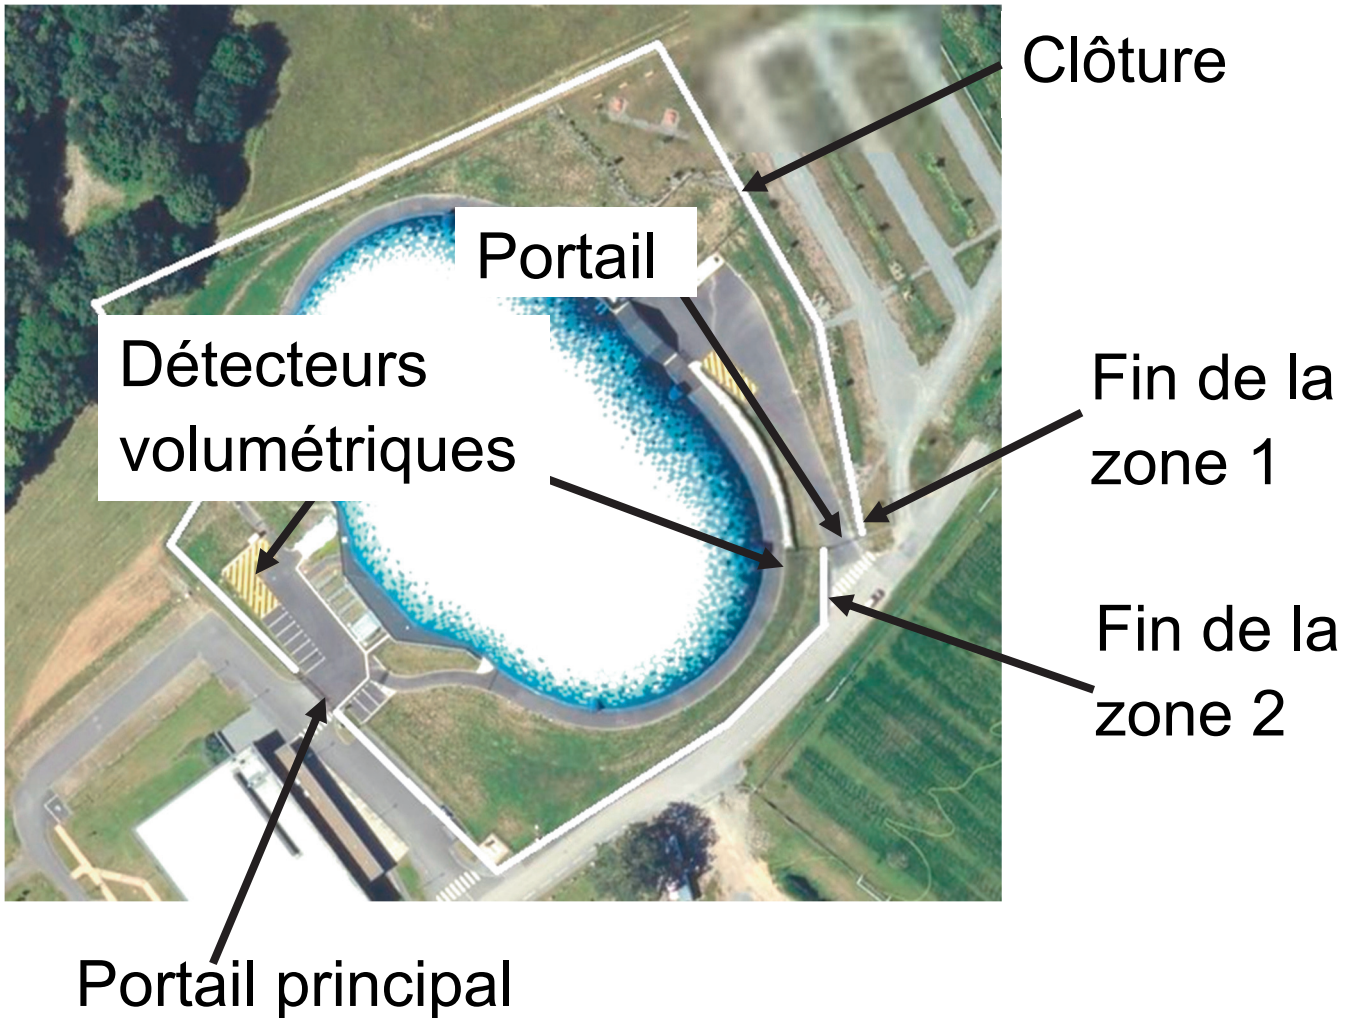 Clôture
Portail
Détecteurs
volumétriques
Fin de la
zone 1
Fin de la
zone 2
Portail principal